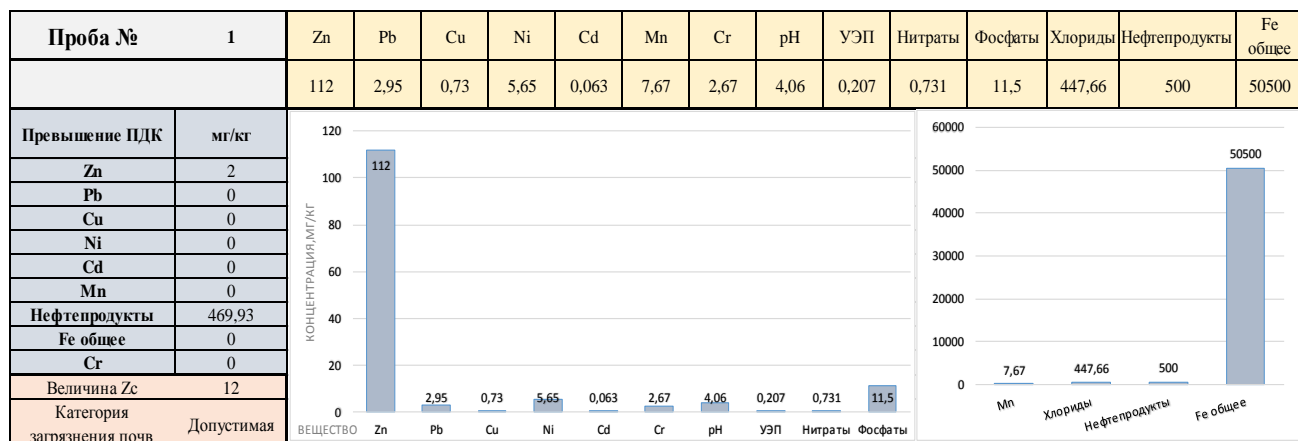 Проба № 1 Zn Pb Cu Ni Cd Mn Cr pH УЭП Нитраты Фосфаты Хлориды Нефтепродукты Fe
общее
112 2,95 0,73 5,65 0,063 7,67 2,67 4,06 0,207 0,731 11,5 447,66 500 50500
Превышение ПДК мг/кг
Zn 2
Pb 0
Cu 0
Ni 0
Cd 0
Mn 0
Нефтепродукты 469,93
Fe общее 0
Cr 0
Величина Zc 12
Категория
загрязнения почв Допустимая
КОНЦЕНТРАЦИЯ,МГ/КГ
120
100
80
60
40
20
0
112
2,95 0,73 5,65 0,063 2,67 4,06 0,207 0,731 11,5
ВЕЩЕСТВО Zn Pb Cu Ni Cd Cr pH УЭП Нитраты Фосфаты
60000
50000
40000
30000
20000
10000
0
7,67 447,66 500 50500
Mn Хлориды Нефтепродукты Fe общее